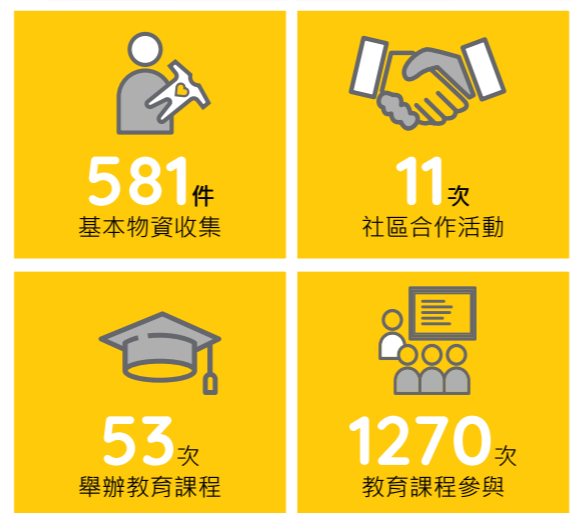 581件
基本物資收集
11次
社區合作活動
53次
舉辦教育課程
1270次
教育課程參與